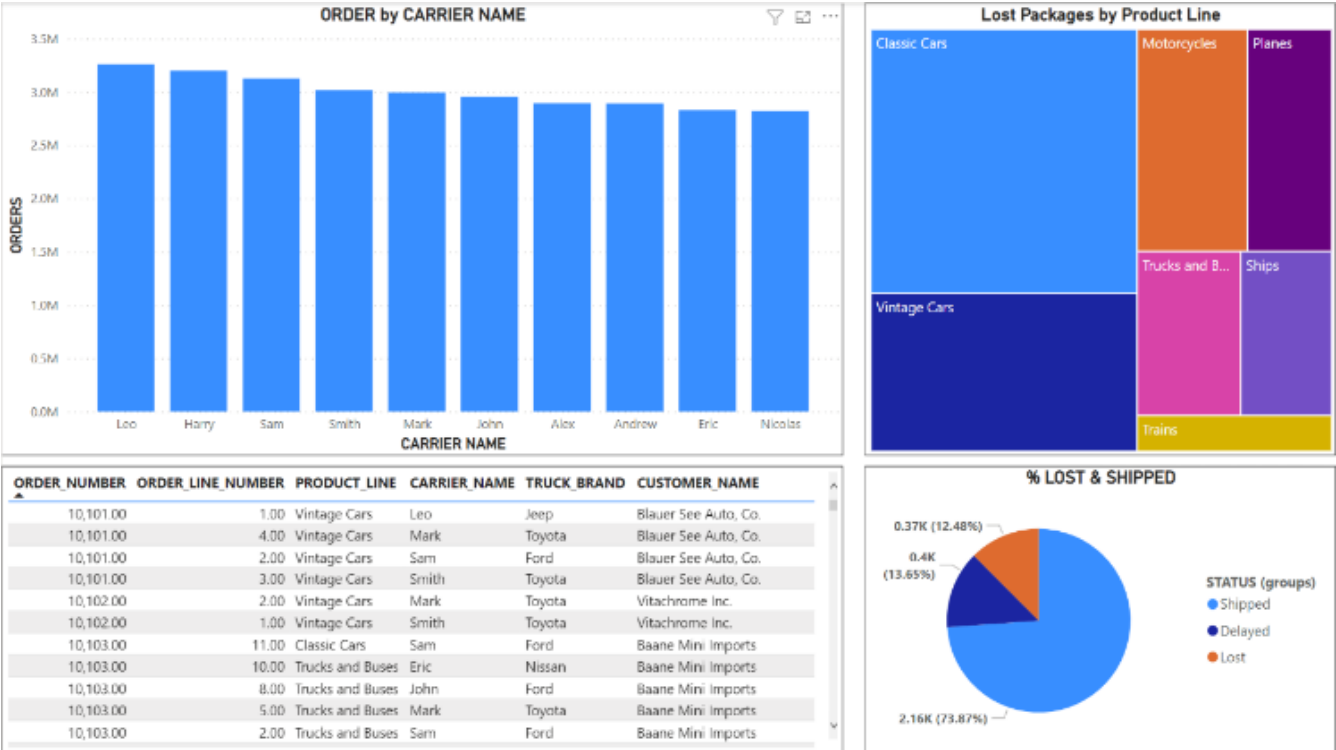 ORDER by CARRIER NAME
3.5M
3.0M
2.5M
2.0M
1.5M
1.0M
0.5M
0.0M
ORDERS
Leo Harry Sam Smith Mark John Alex Andrew Eric Nicolas
CARRIER NAME
Lost Packages by Product Line
Classic Cars
Motorcycles
Planes
Vintage Cars
Trucks and B...
Ships
Trains
ORDER_NUMBER ORDER_LINE_NUMBER PRODUCT_LINE CARRIER_NAME TRUCK_BRAND CUSTOMER_NAME
10,101.00 1.00 Vintage Cars Leo Jeep Blauer See Auto, Co.
10,101.00 4.00 Vintage Cars Mark Toyota Blauer See Auto, Co.
10,101.00 2.00 Vintage Cars Sam Ford Blauer See Auto, Co.
10,101.00 3.00 Vintage Cars Smith Toyota Blauer See Auto, Co.
10,102.00 2.00 Vintage Cars Mark Toyota Vitachrome Inc.
10,102.00 1.00 Vintage Cars Smith Toyota Vitachrome Inc.
10,103.00 11.00 Classic Cars Sam Ford Baane Mini Imports
10,103.00 10.00 Trucks and Buses Eric Nissan Baane Mini Imports
10,103.00 8.00 Trucks and Buses John Ford Baane Mini Imports
10,103.00 5.00 Trucks and Buses Mark Toyota Baane Mini Imports
10,103.00 2.00 Trucks and Buses Sam Ford Baane Mini Imports
% LOST & SHIPPED
0.37K (12.48%)
0.4K
(13.65%)
2.16K (73.87%)
STATUS (groups)
Shipped
Delayed
Lost